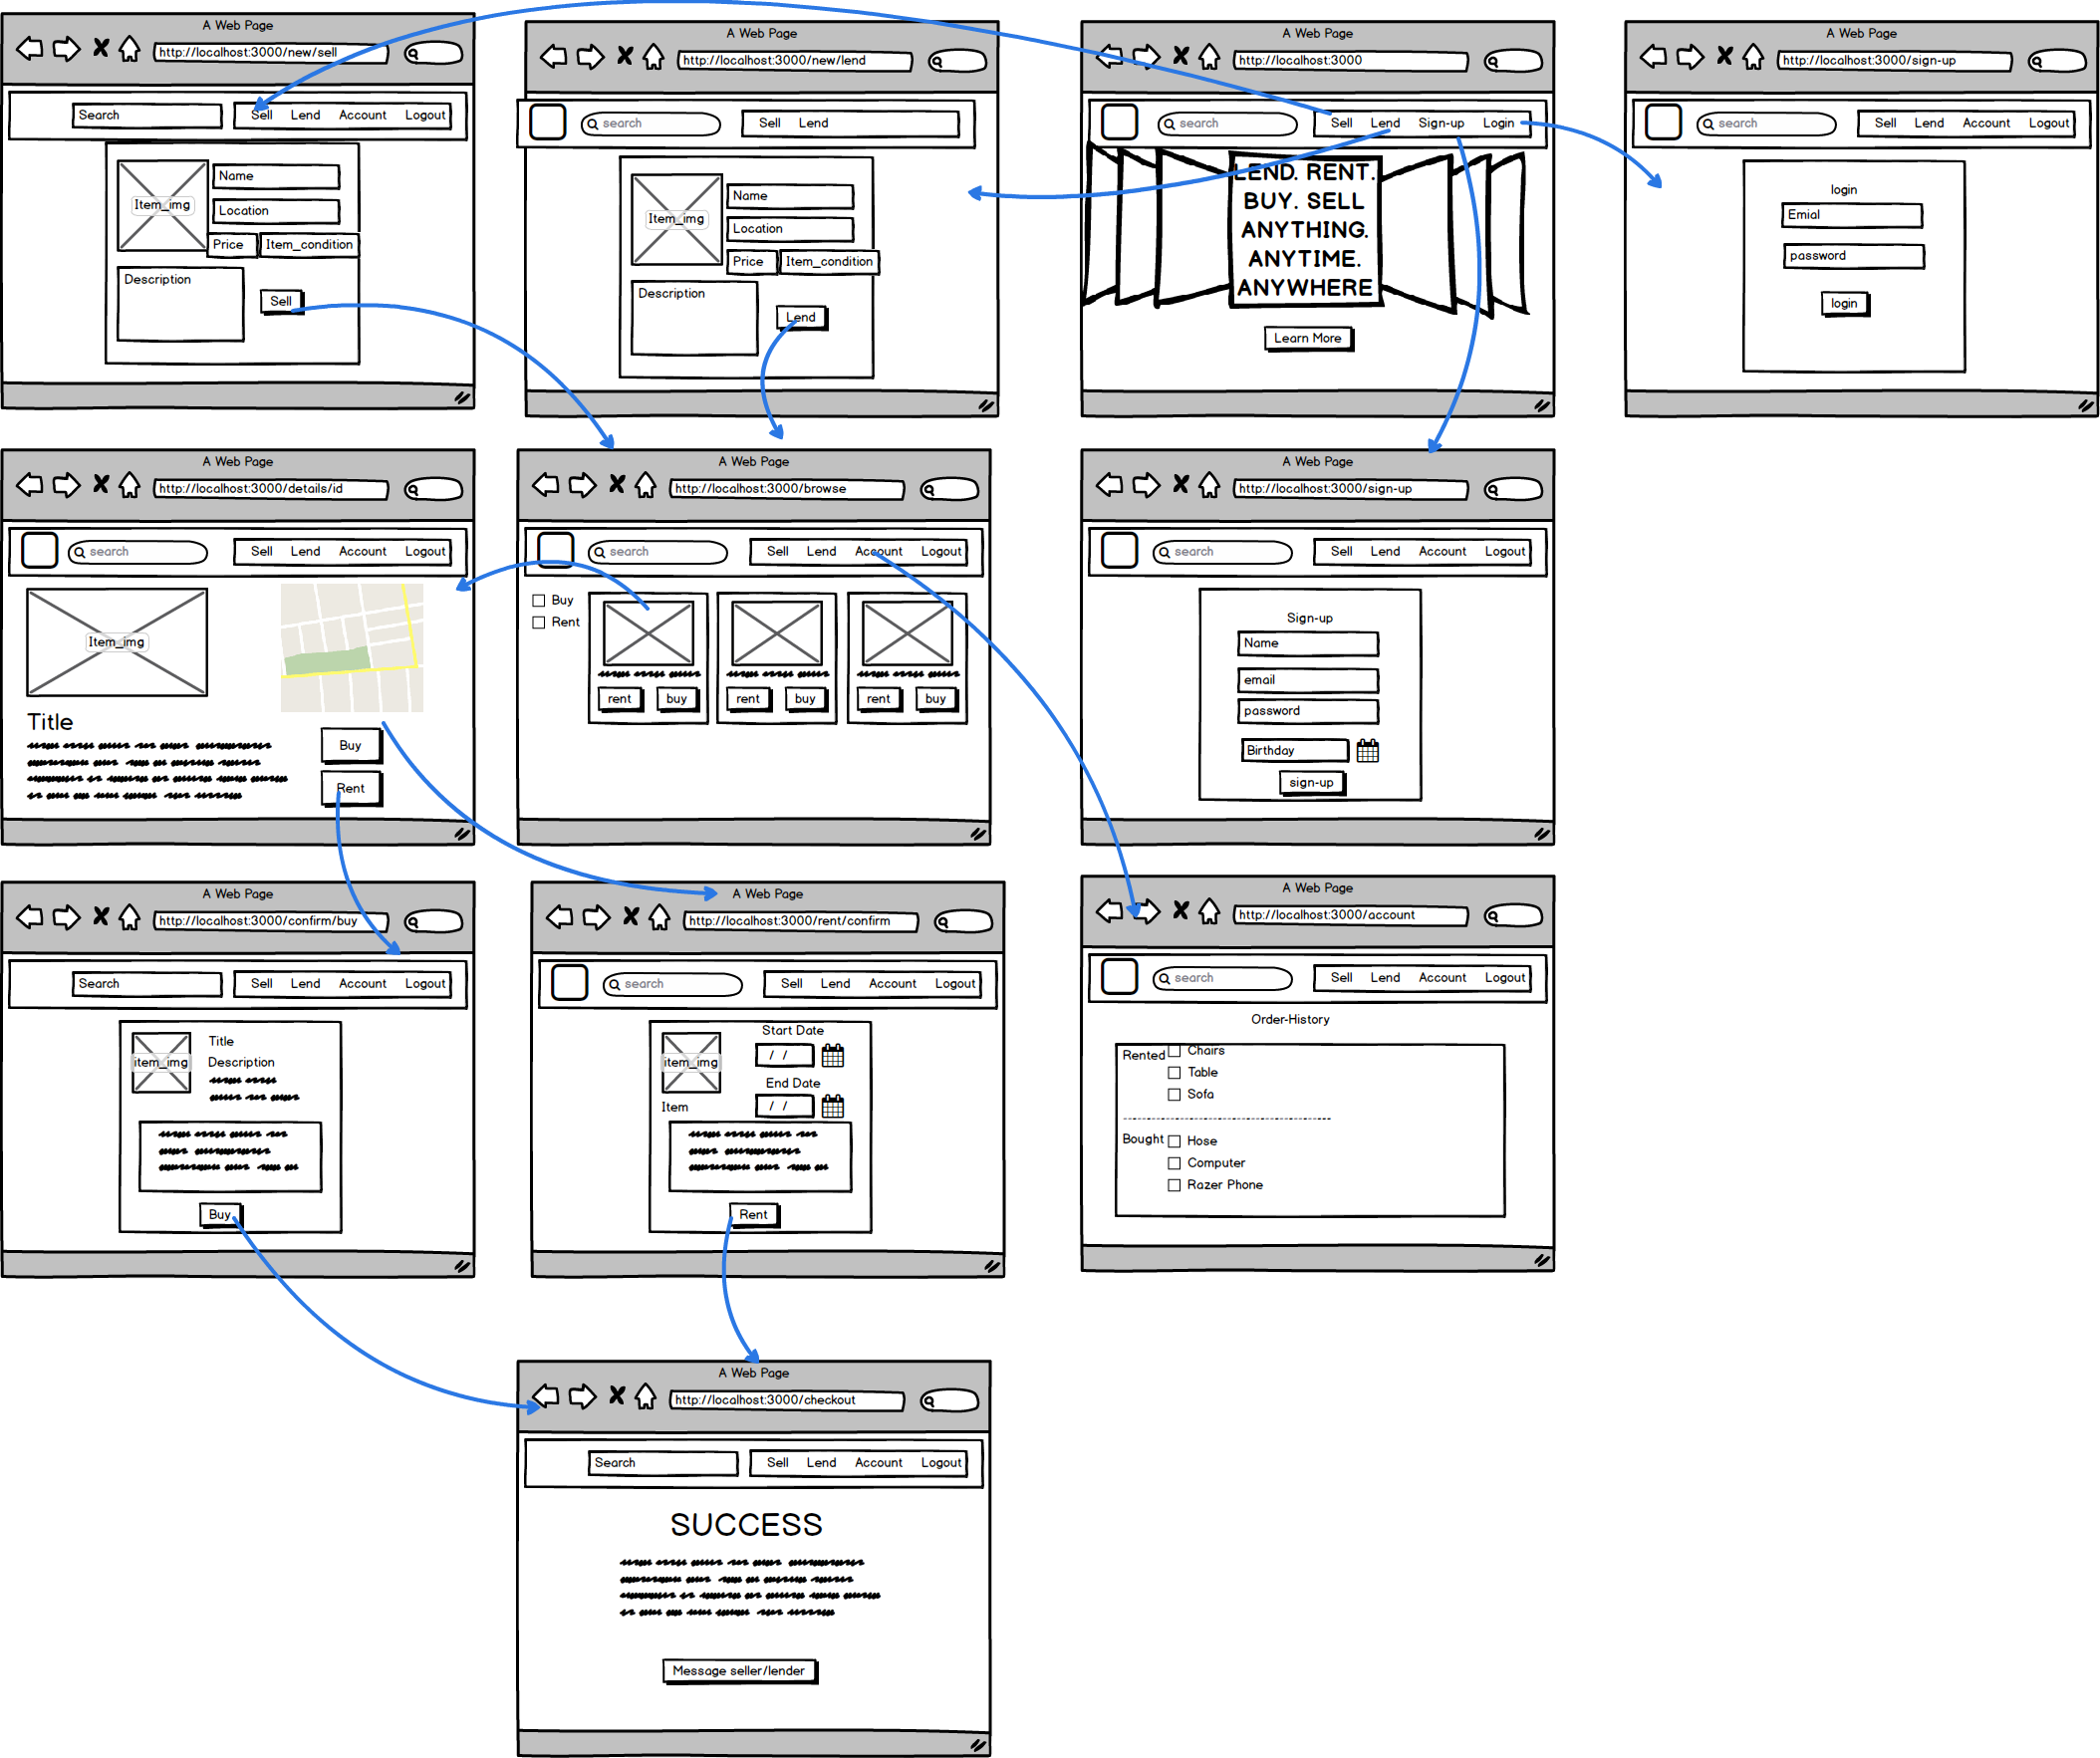 A Web Page
http://localhost:3000/new/sell
Search
Sell Lend Account Logout
Item_img
Name
Location
Price Item_condition
Description
Sell
A Web Page
http://localhost:3000/new/lend
search
Sell Lend
Item_img
Name
Location
Price Item_condition
Description
Lend
A Web Page
http://localhost:3000
search
Sell Lend Sign-up Login
LEND. RENT.
BUY. SELL
ANYTHING.
ANYTIME.
ANYWHERE
Learn More
A Web Page
http://localhost:3000/sign-up
search
Sell Lend Account Logout
login
Emial
password
login
A Web Page
http://localhost:3000/details/id
search
Sell Lend Account Logout
Item_img
Title
Buy
Rent
A Web Page
http://localhost:3000/browse
search
Sell Lend Account Logout
Buy
Rent
rent buy
rent buy
rent buy
A Web Page
http://localhost:3000/sign-up
search
Sell Lend Account Logout
Sign-up
Name
email
password
Birthday
sign-up
A Web Page
http://localhost:3000/confirm/buy
Search
Sell Lend Account Logout
item_img
Title
Description
Buy
A Web Page
http://localhost:3000/rent/confirm
search
Sell Lend Account Logout
Start Date
item_img
/ /
End Date
/ /
Item
Rent
A Web Page
http://localhost:3000/account
search
Sell Lend Account Logout
Order-History
Rented Chairs
Table
Sofa
Bought Hose
Computer
Razer Phone
A Web Page
http://localhost:3000/checkout
Search
Sell Lend Account Logout
SUCCESS
Message seller/lender